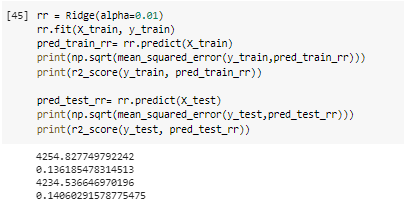 [45] rr = Ridge(alpha=0.01)
rr.fit(X_train, y_train)
pred_train_rr= rr.predict(X_train)
print(np.sqrt(mean_squared_error(y_train,pred_train_rr)))
print(r2_score(y_train, pred_train_rr))
pred_test_rr= rr.predict(X_test)
print(np.sqrt(mean_squared_error(y_test,pred_test_rr)))
print(r2_score(y_test, pred_test_rr))
4254.827749792242
0.136185478314513
4234.536646970196
0.14060291578775475